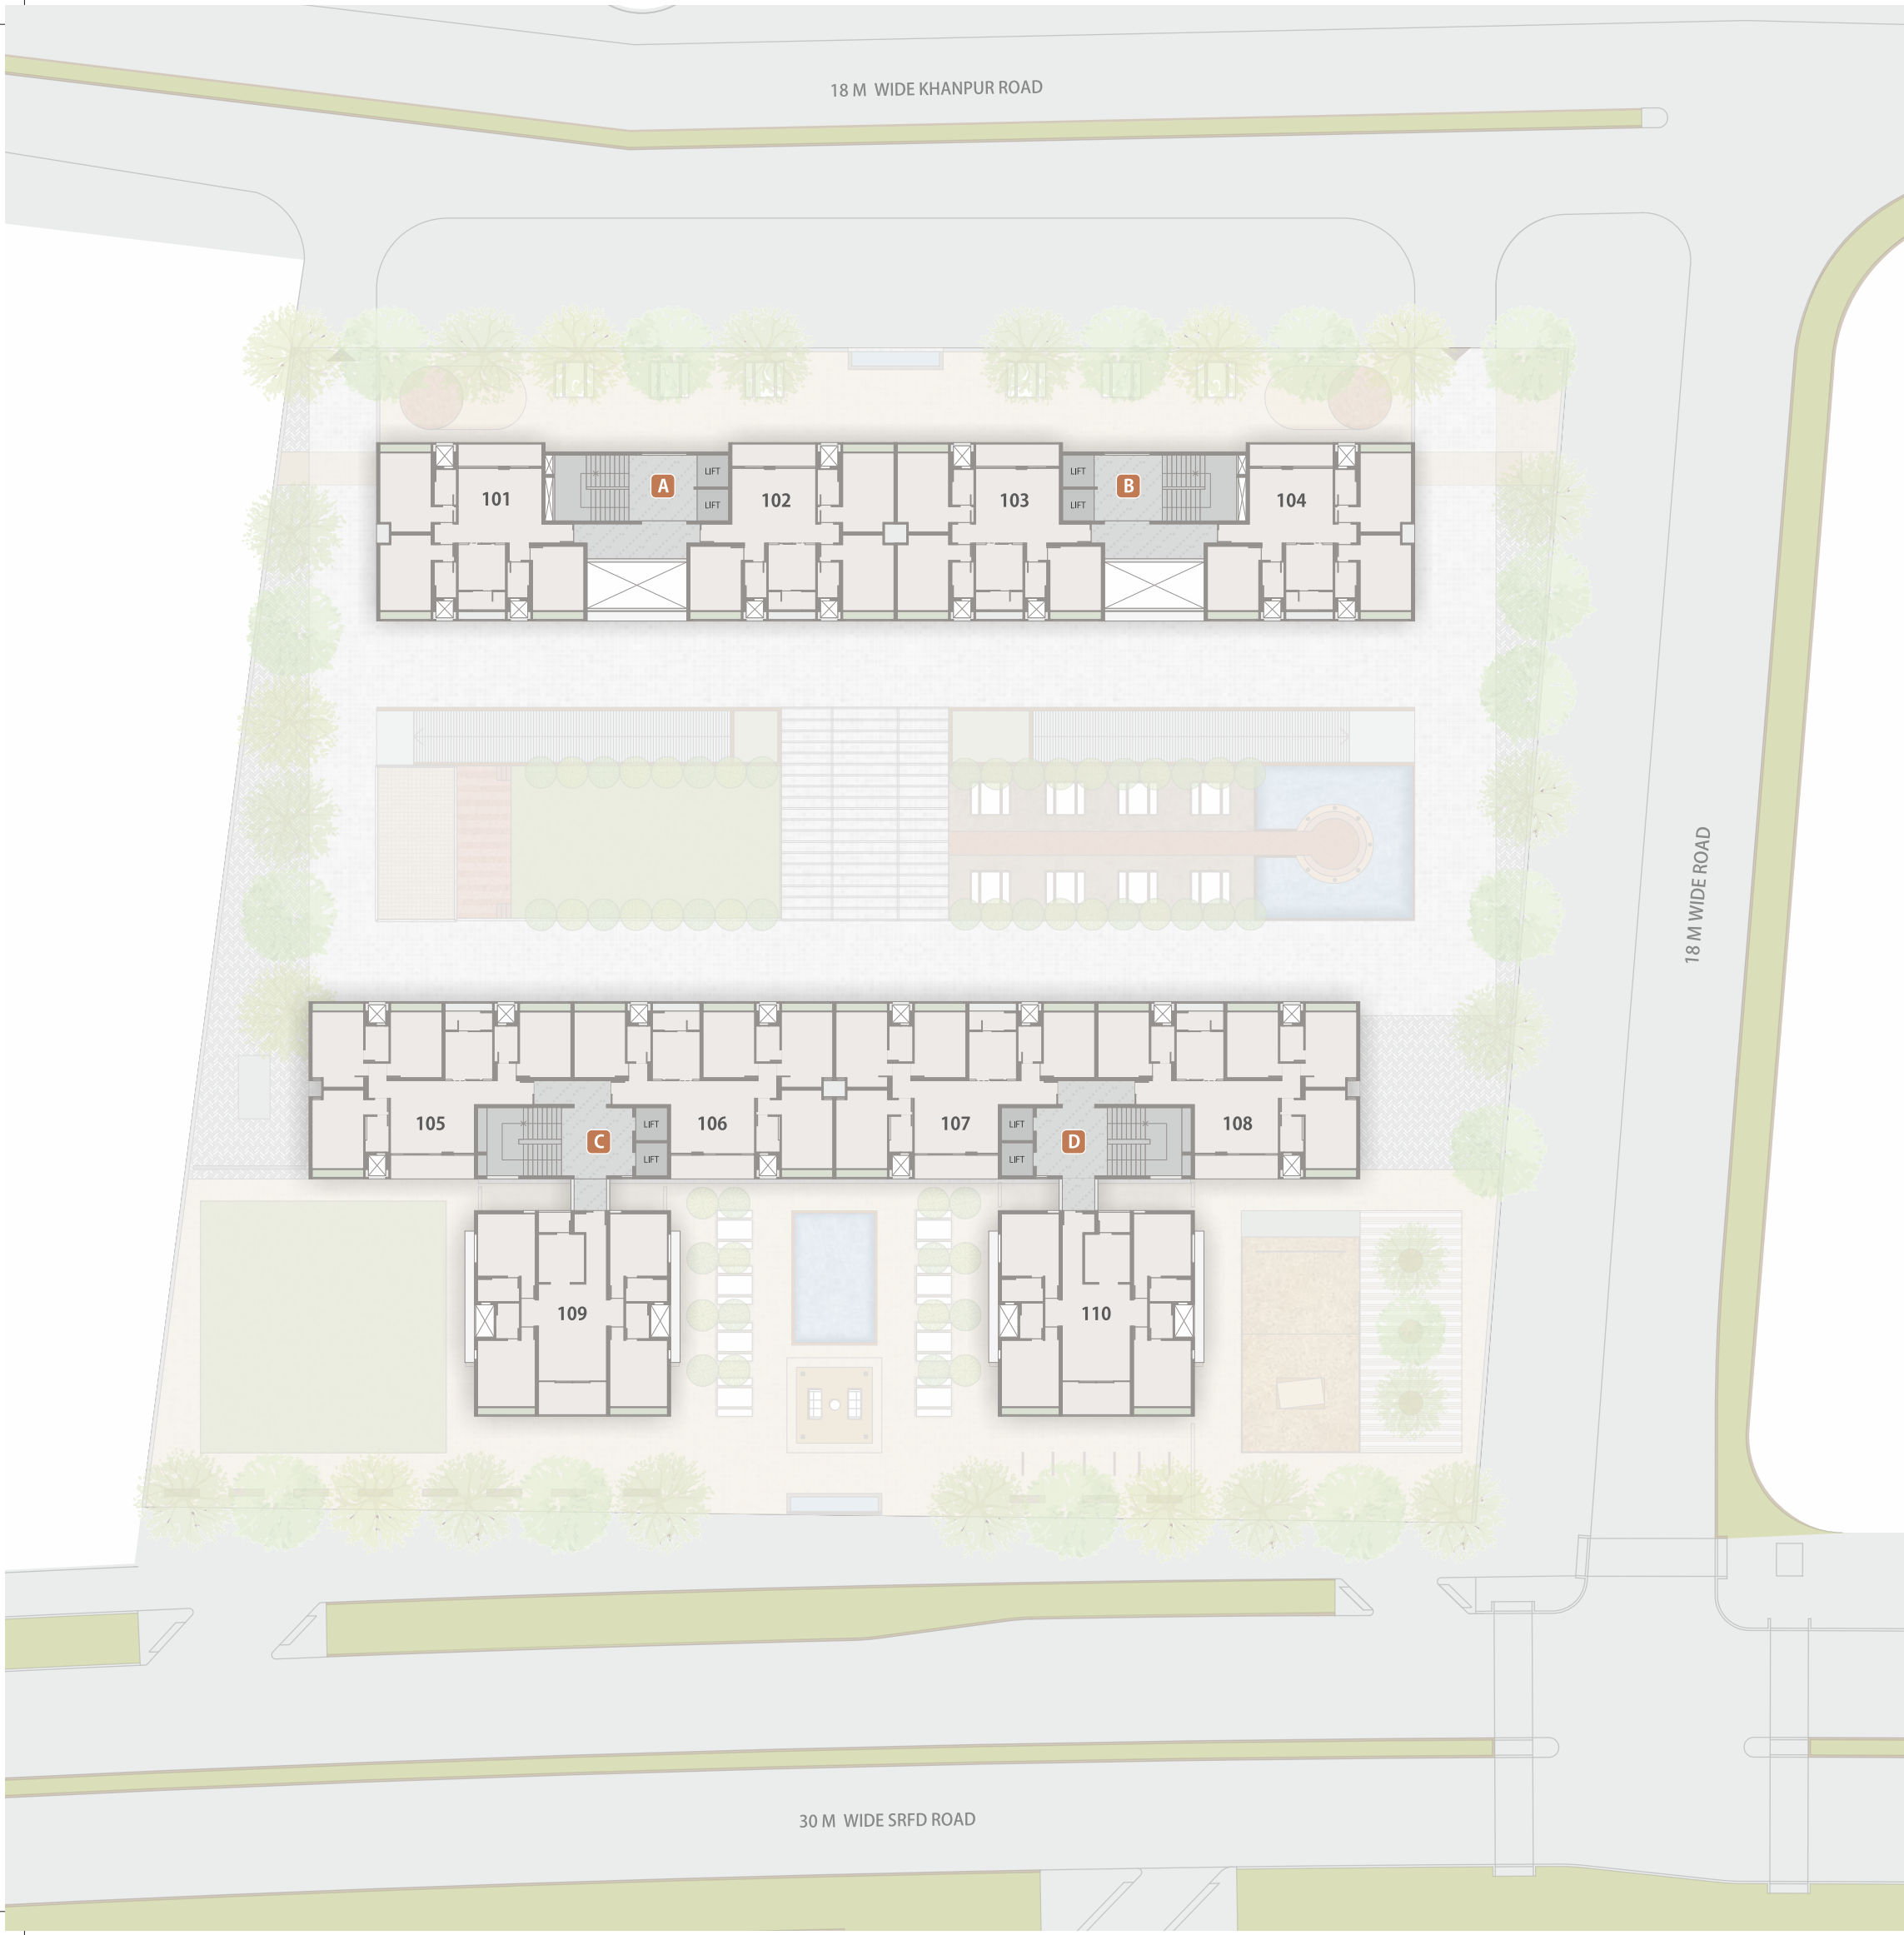 18 M WIDE KHANPUR ROAD
101
A
LIFT
LIFT
102
103
LIFT
LIFT
B
104
18 M WIDE ROAD
105
C
LIFT
LIFT
106
107
LIFT
LIFT
D
108
109
110
30 M WIDE SRFD ROAD